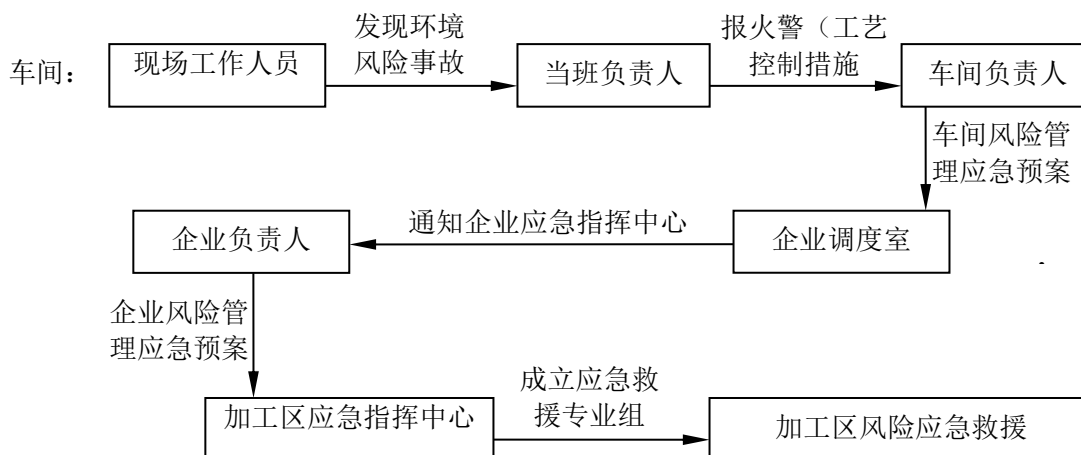 车间:
现场工作人员
发现环境
风险事故
当班负责人
报火警（工艺
控制措施
车间负责人
车间风险管
理应急预案
企业负责人
通知企业应急指挥中心
企业调度室
.
企业风险管
理应急预案
加工区应急指挥中心
成立应急救
援专业组
加工区风险应急救援